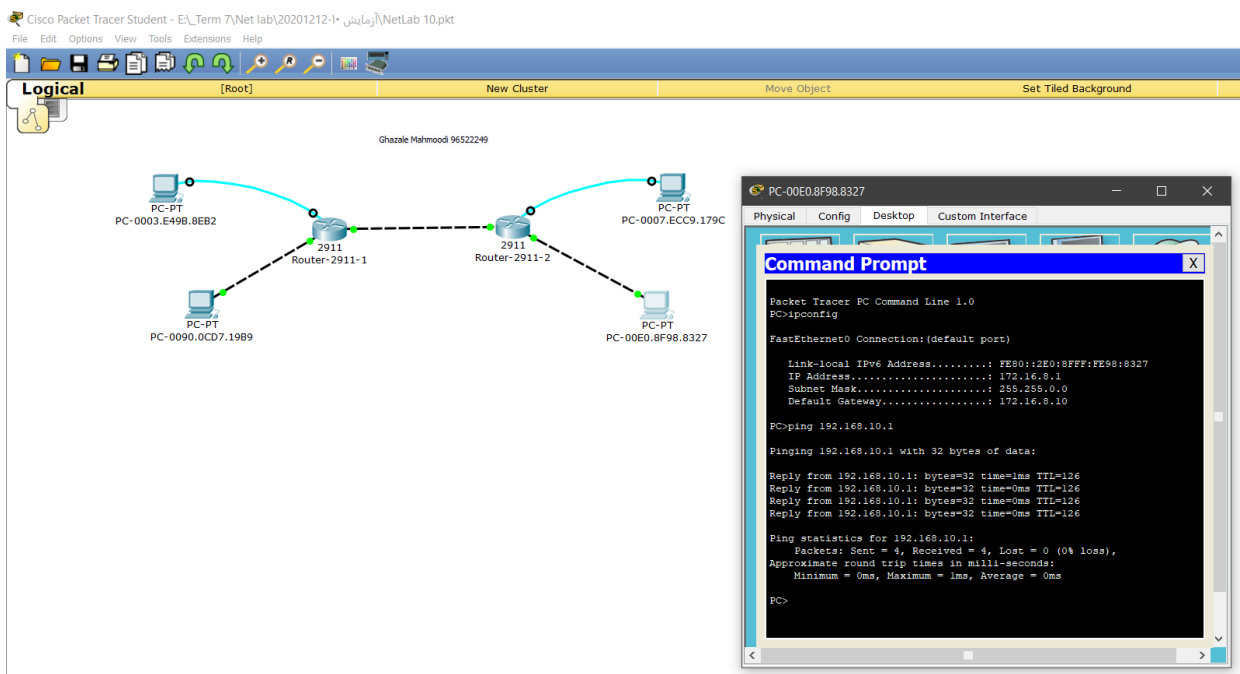 Cisco Packet Tracer Student - E:\_Term 7\Net lab\20201212-۱۰ آزمایش\NetLab 10.pkt
File Edit Options View Tools Extensions Help
Logical [Root] New Cluster Move Object Set Tiled Background
Ghazale Mahmoodi 96522249
PC-PT
PC-0003.E49B.8EB2
PC-PT
PC-0007.ECC9.179C
2911
Router-2911-1
2911
Router-2911-2
PC-PT
PC-0090.0CD7.19B9
PC-PT
PC-00E0.8F98.8327
PC-00E0.8F98.8327
Physical Config Desktop Custom Interface
Command Prompt X
Packet Tracer PC Command Line 1.0
PC>ipconfig
FastEthernet0 Connection:(default port)
Link-local IPv6 Address.........: FE80::2E0:8FFF:FE98:8327
IP Address......................: 172.16.8.1
Subnet Mask.....................: 255.255.0.0
Default Gateway.................: 172.16.8.10
PC>ping 192.168.10.1
Pinging 192.168.10.1 with 32 bytes of data:
Reply from 192.168.10.1: bytes=32 time=1ms TTL=126
Reply from 192.168.10.1: bytes=32 time=0ms TTL=126
Reply from 192.168.10.1: bytes=32 time=0ms TTL=126
Reply from 192.168.10.1: bytes=32 time=0ms TTL=126
Ping statistics for 192.168.10.1:
Packets: Sent = 4, Received = 4, Lost = 0 (0% loss),
Approximate round trip times in milli-seconds:
Minimum = 0ms, Maximum = 1ms, Average = 0ms
PC>